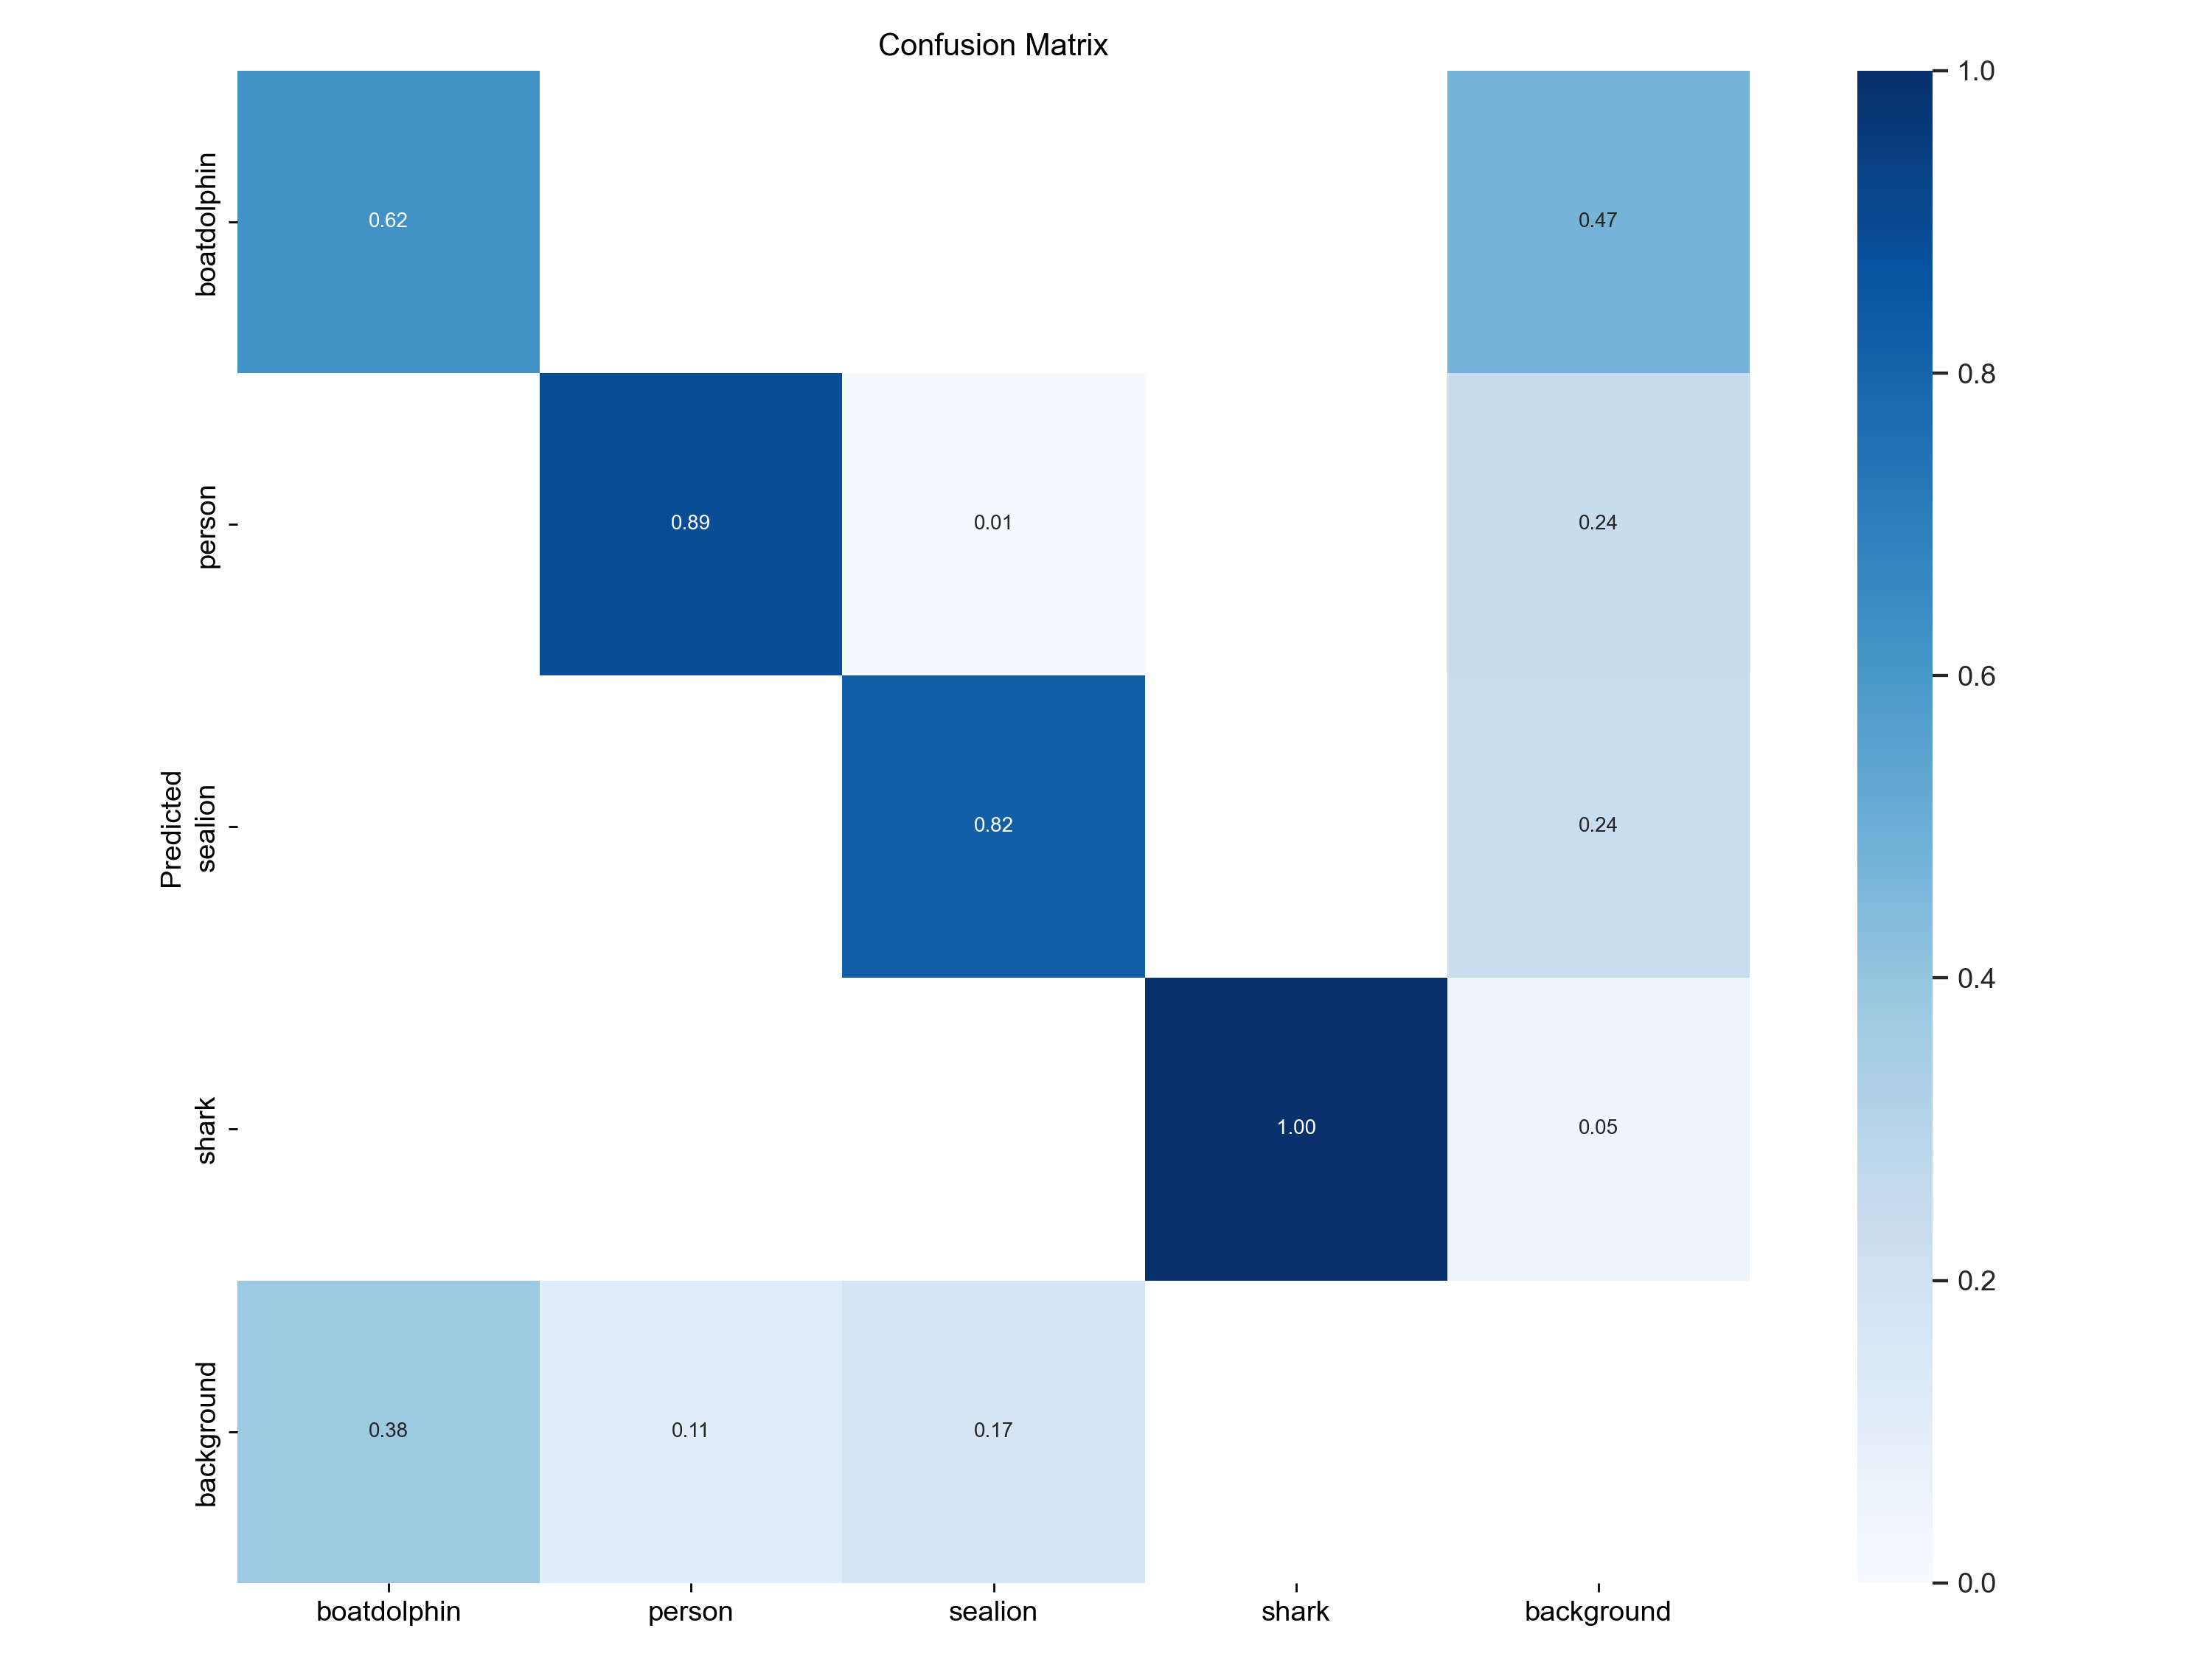 Confusion Matrix
boatdolphin
0.62
0.47
person
0.89
0.01
0.24
Predicted
sealion
0.82
0.24
shark
1.00
0.05
background
0.38
0.11
0.17
boatdolphin
person
sealion
shark
background
1.0
0.8
0.6
0.4
0.2
0.0